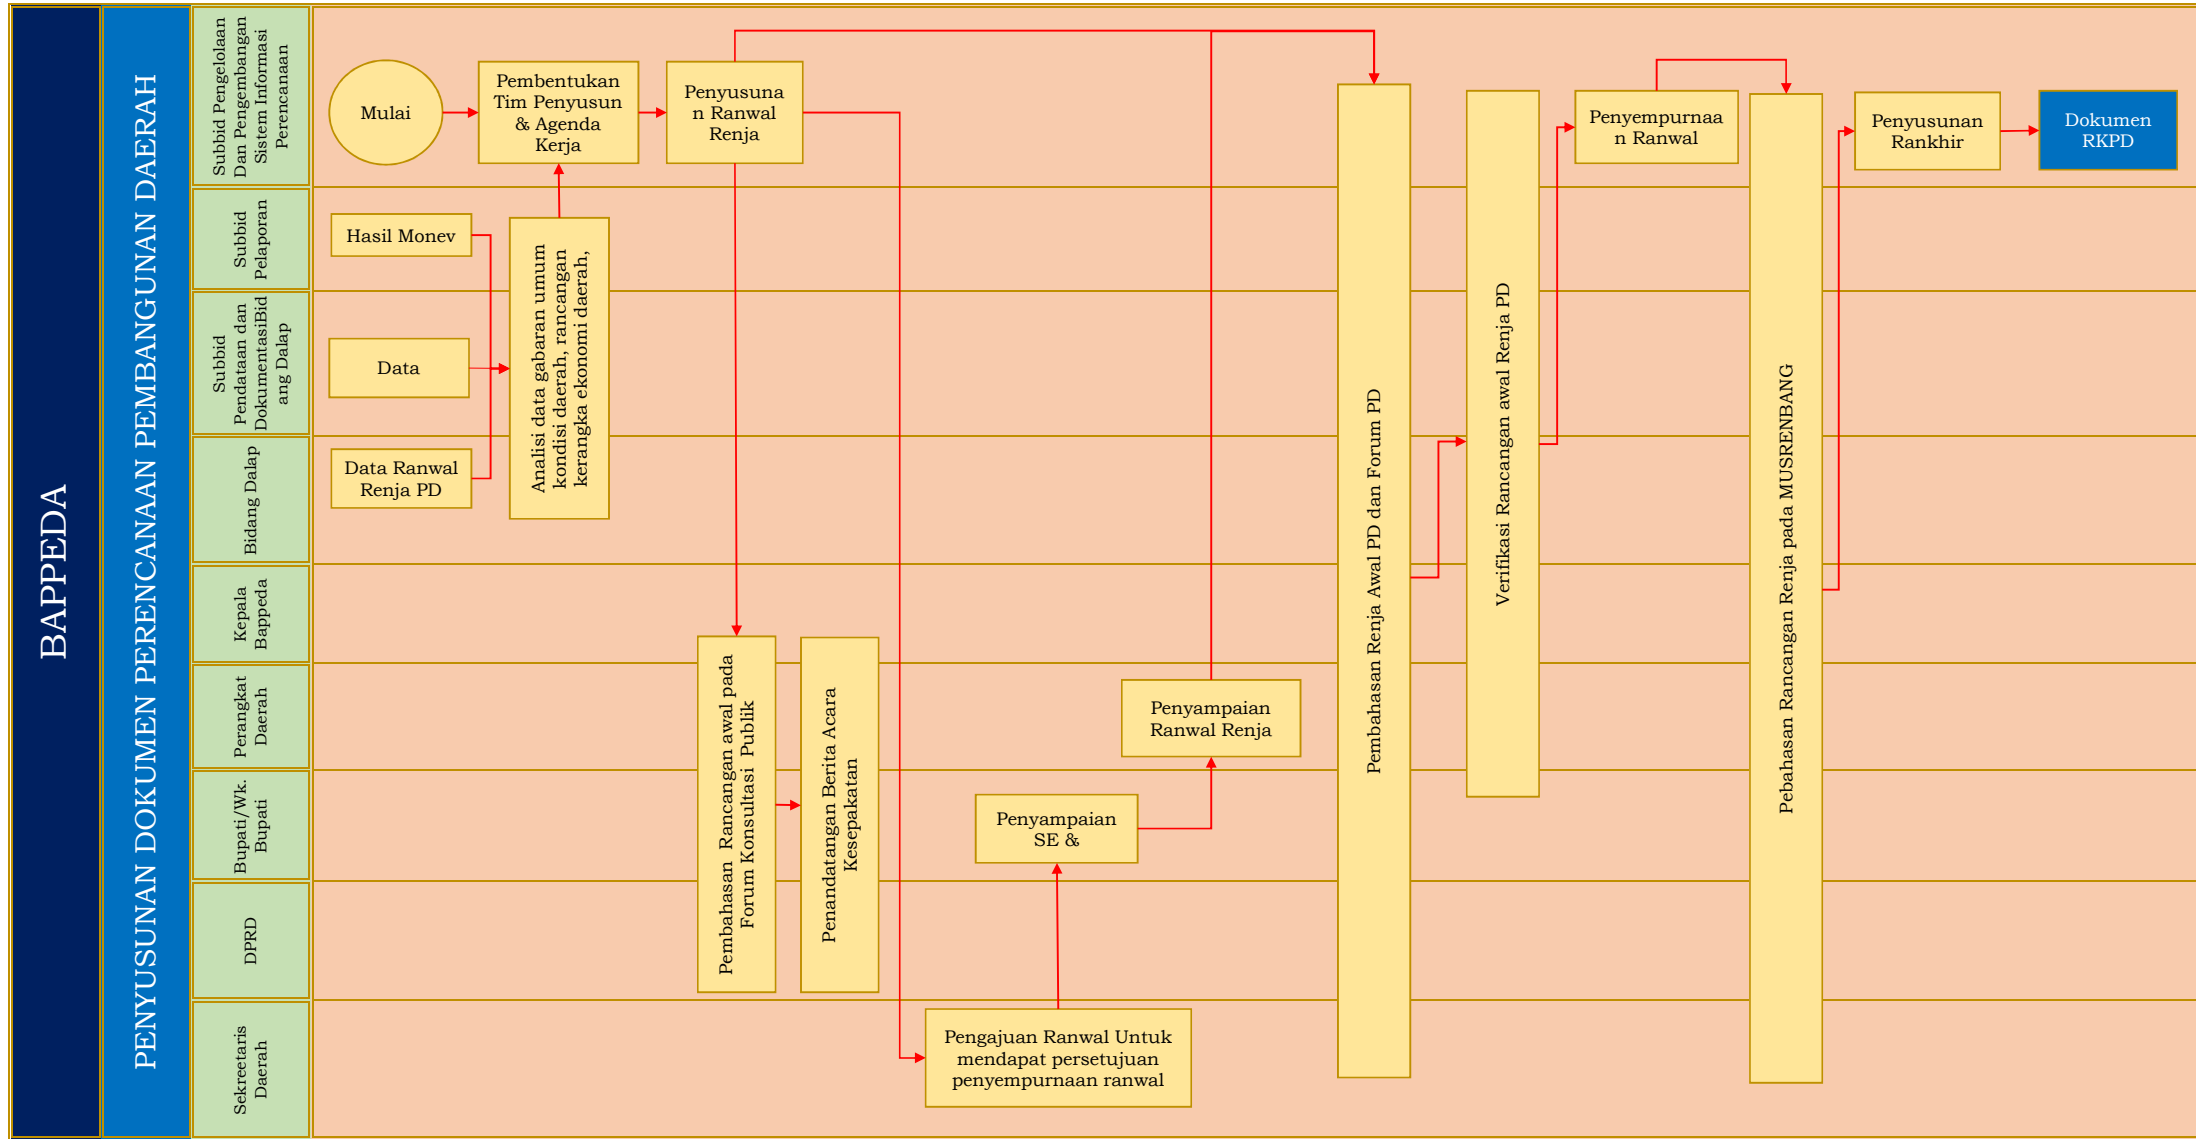 BAPPEDA
PENYUSUNAN DOKUMEN PERENCANAAN PEMBANGUNAN DAERAH
Subbid Pengelolaan
Dan Pengembangan
Sistem Informasi
Perencanaan
Mulai
Pembentukan
Tim Penyusun
& Agenda
Kerja
Penyusuna
n Ranwal
Renja
Penyempurnaa
n Ranwal
Penyusunan
Rankhir
Dokumen
RKPD
Subbid
Pelaporan
Hasil Monev
Analisi data gabaran umum
kondisi daerah, rancangan
kerangka ekonomi daerah,
Subbid
Pendataan dan
DokumentasiBid
ang Dalap
Data
Bidang Dalap
Data Ranwal
Renja PD
Kepala
Bappeda
Pembahasan Rancangan awal pada
Forum Konsultasi Publik
Penandatangan Berita Acara
Kesepakatan
Perangkat
Daerah
Penyampaian
Ranwal Renja
Pembahasan Renja Awal PD dan Forum PD
Verifikasi Rancangan awal Renja PD
Pebahasan Rancangan Renja pada MUSRENBANG
Bupati/Wk.
Bupati
Penyampaian
SE &
DPRD
Sekreetaris
Daerah
Pengajuan Ranwal Untuk
mendapat persetujuan
penyempurnaan ranwal